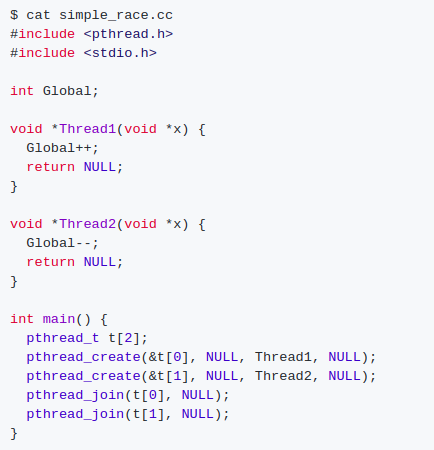 $ cat simple_race.cc
#include <pthread.h>
#include <stdio.h>

int Global;

void *Thread1(void *x) {
  Global++;
  return NULL;
}

void *Thread2(void *x) {
  Global--;
  return NULL;
}

int main() {
  pthread_t t[2];
  pthread_create(&t[0], NULL, Thread1, NULL);
  pthread_create(&t[1], NULL, Thread2, NULL);
  pthread_join(t[0], NULL);
  pthread_join(t[1], NULL);
}